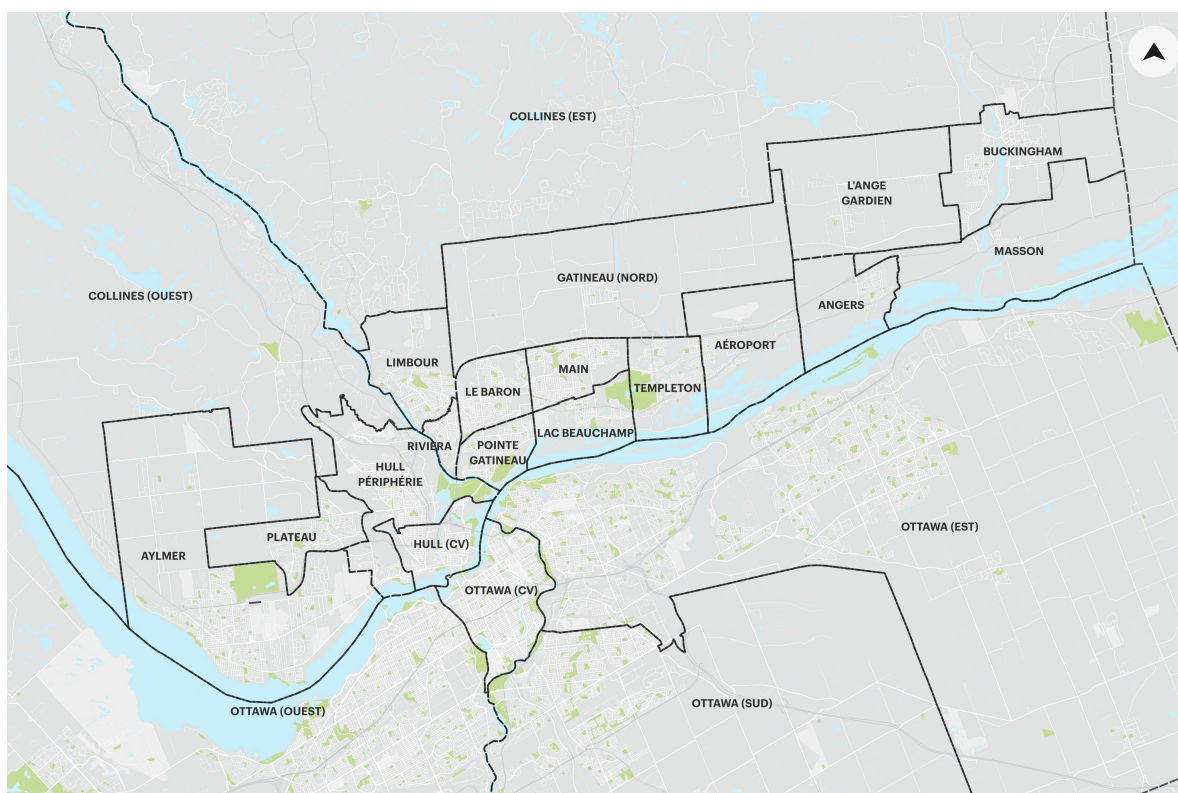 COLLINES (EST)
BUCKINGHAM
L'ANGE
GARDIEN
MASSON
GATINEAU (NORD)
COLLINES (OUEST)
ANGERS
AÉROPORT
LIMBOUR
MAIN
LE BARON
TEMPLETON
LAC BEAUCHAMP
RIVIERA
POINTE
GATINEAU
HULL
PÉRIPHÉRIE
OTTAWA (EST)
PLATEAU
HULL (CV)
AYLMER
OTTAWA (CV)
OTTAWA (SUD)
OTTAWA (OUEST)